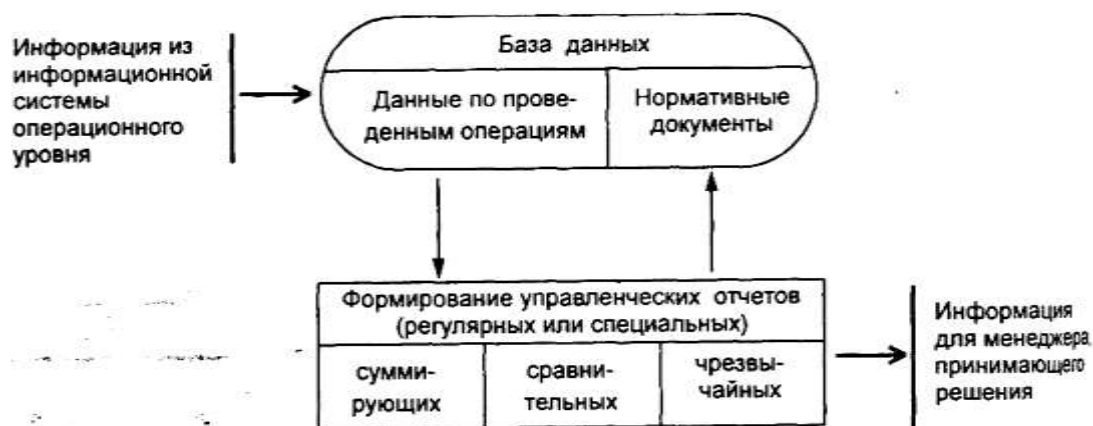 Информация из
информационной
системы
операционного
уровня
База данных
Данные по прове-
денным операциям
Нормативные
документы
Формирование управленческих отчетов
(регулярных или специальных)
сумми-
рующих
сравни-
тельных
чрезвы-
чайных
Информация
для менеджера,
принимающего
решения